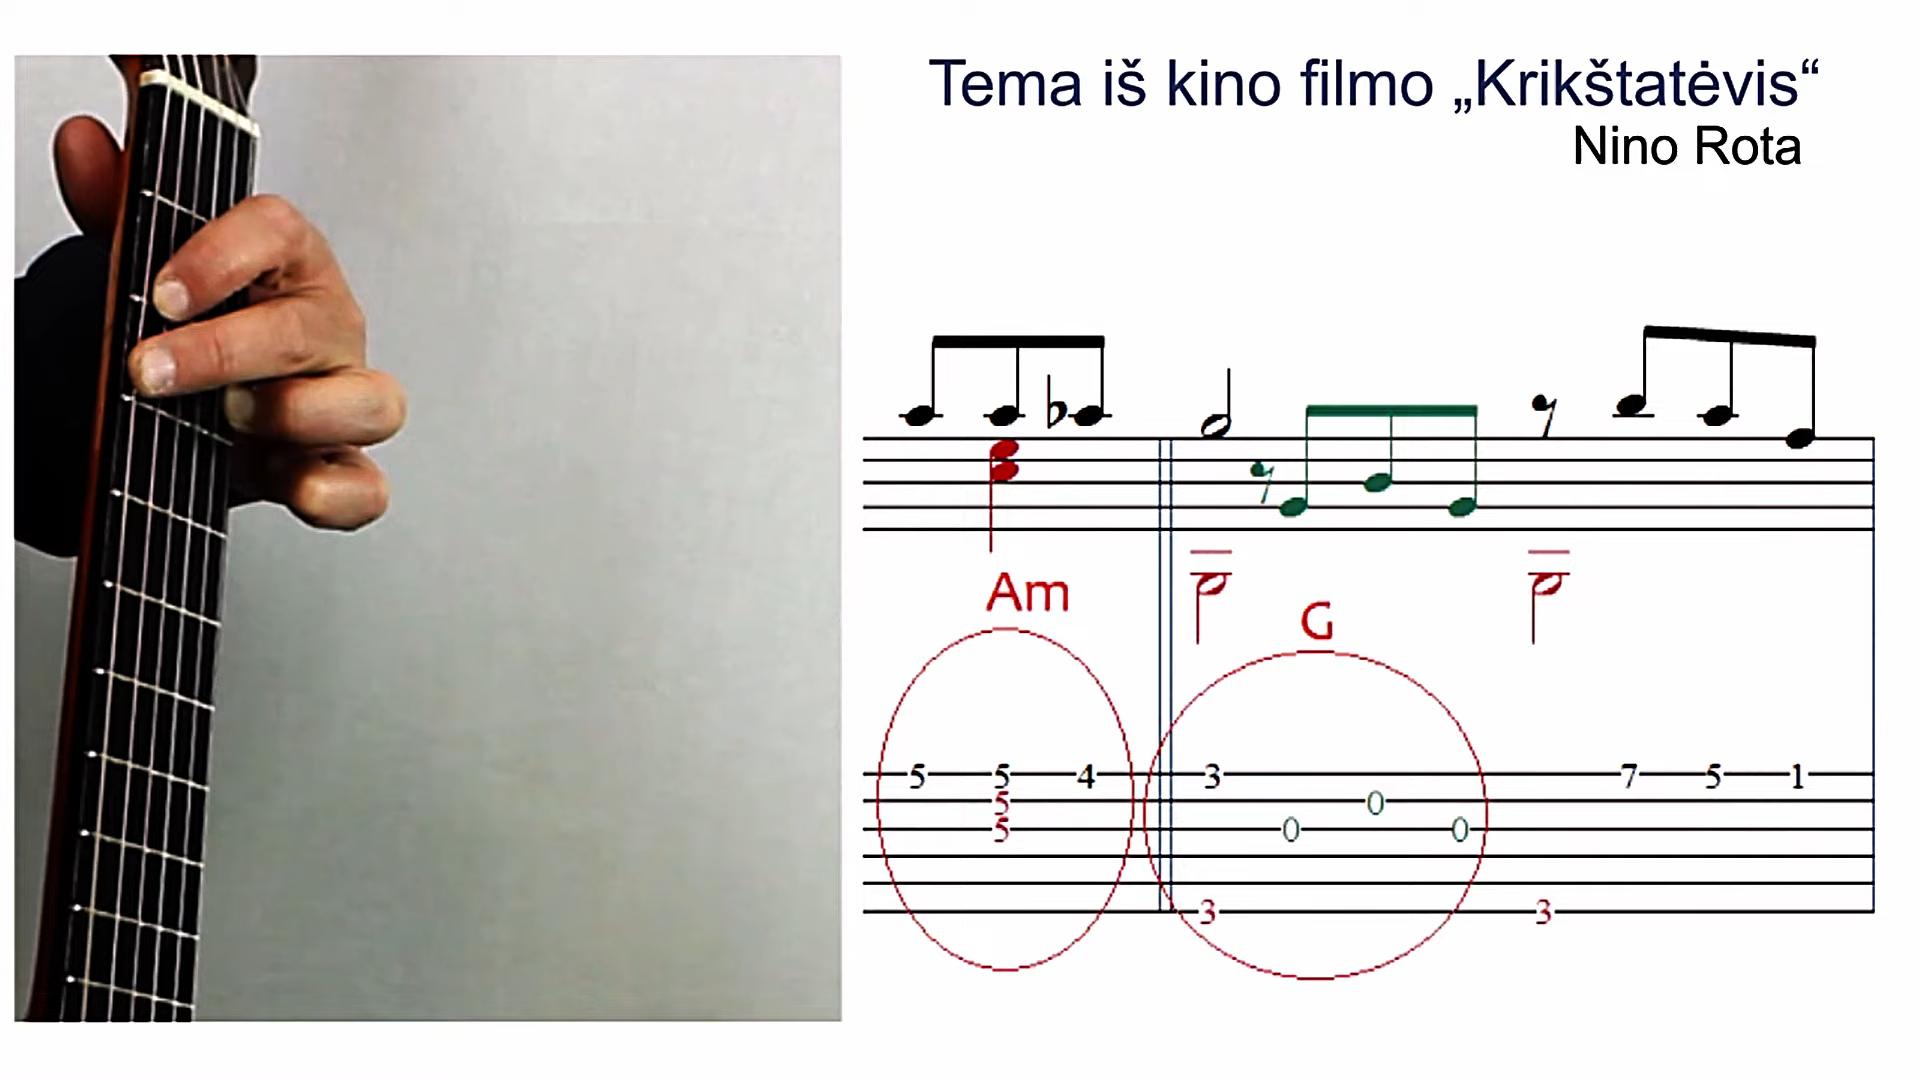 Tema iš kino filmo „Krikštatėvis“
Nino Rota
Am
G
5 5 4 3 7 5 1
5 0
5 0 0
3 3